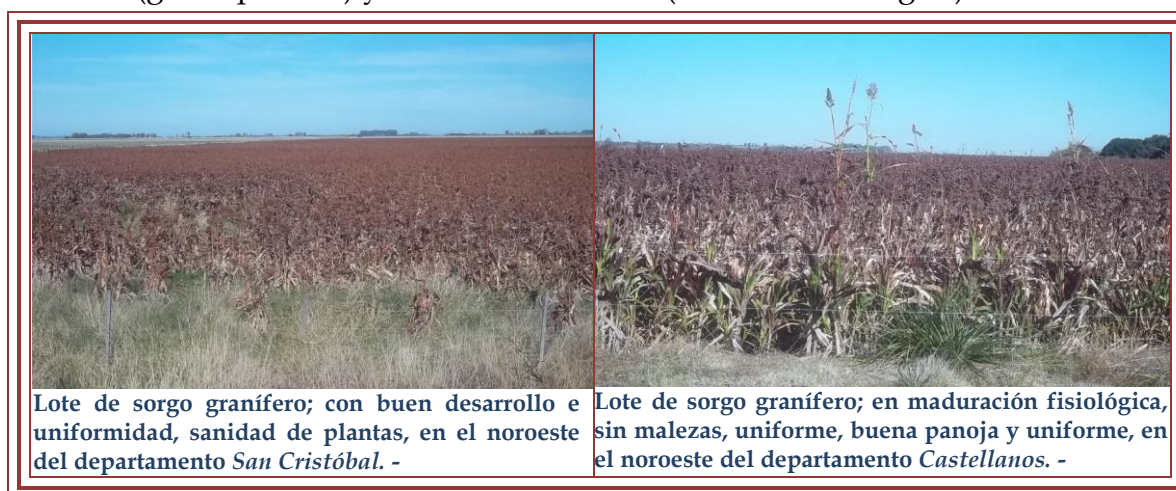 Lote de sorgo granífero; con buen desarrollo e
uniformidad, sanidad de plantas, en el noroeste
del departamento San Cristóbal. -
Lote de sorgo granífero; en maduración fisiológica,
sin malezas, uniforme, buena panoja y uniforme, en
el noroeste del departamento Castellanos. -